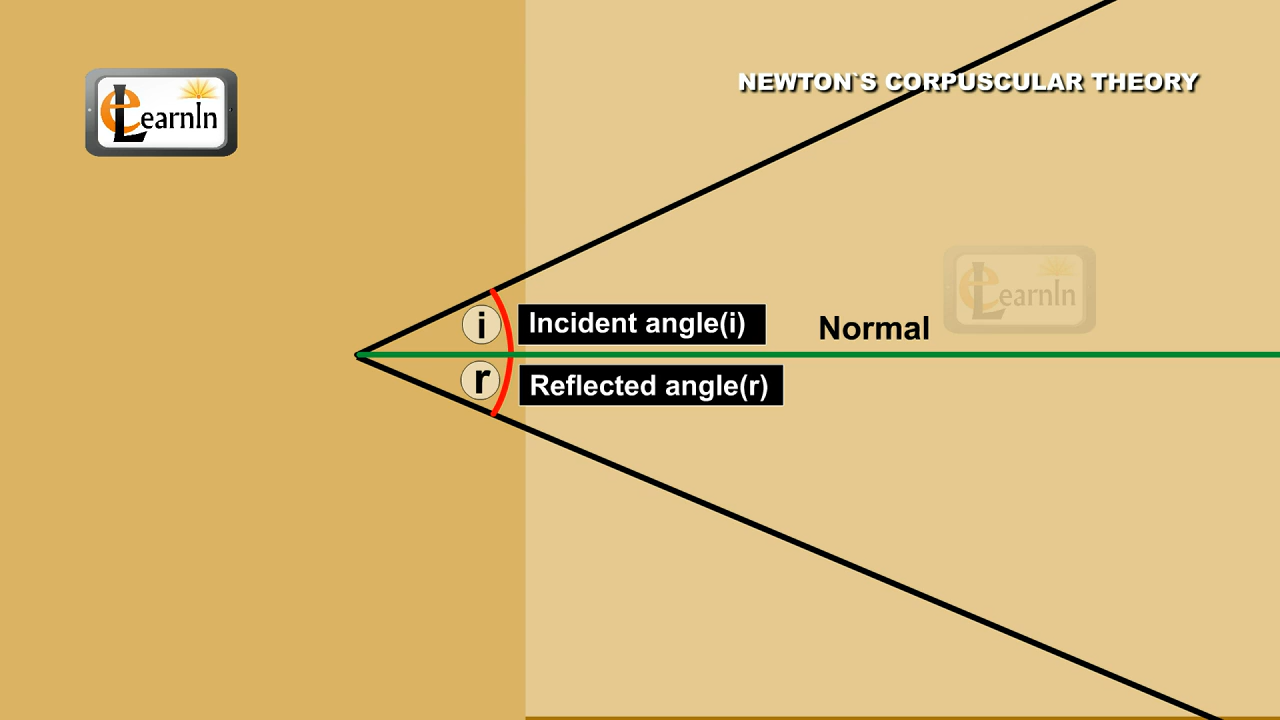 eLearnIn
NEWTON`S CORPUSCULAR THEORY
eLearnIn
i
Incident angle(i)
Normal
r
Reflected angle(r)